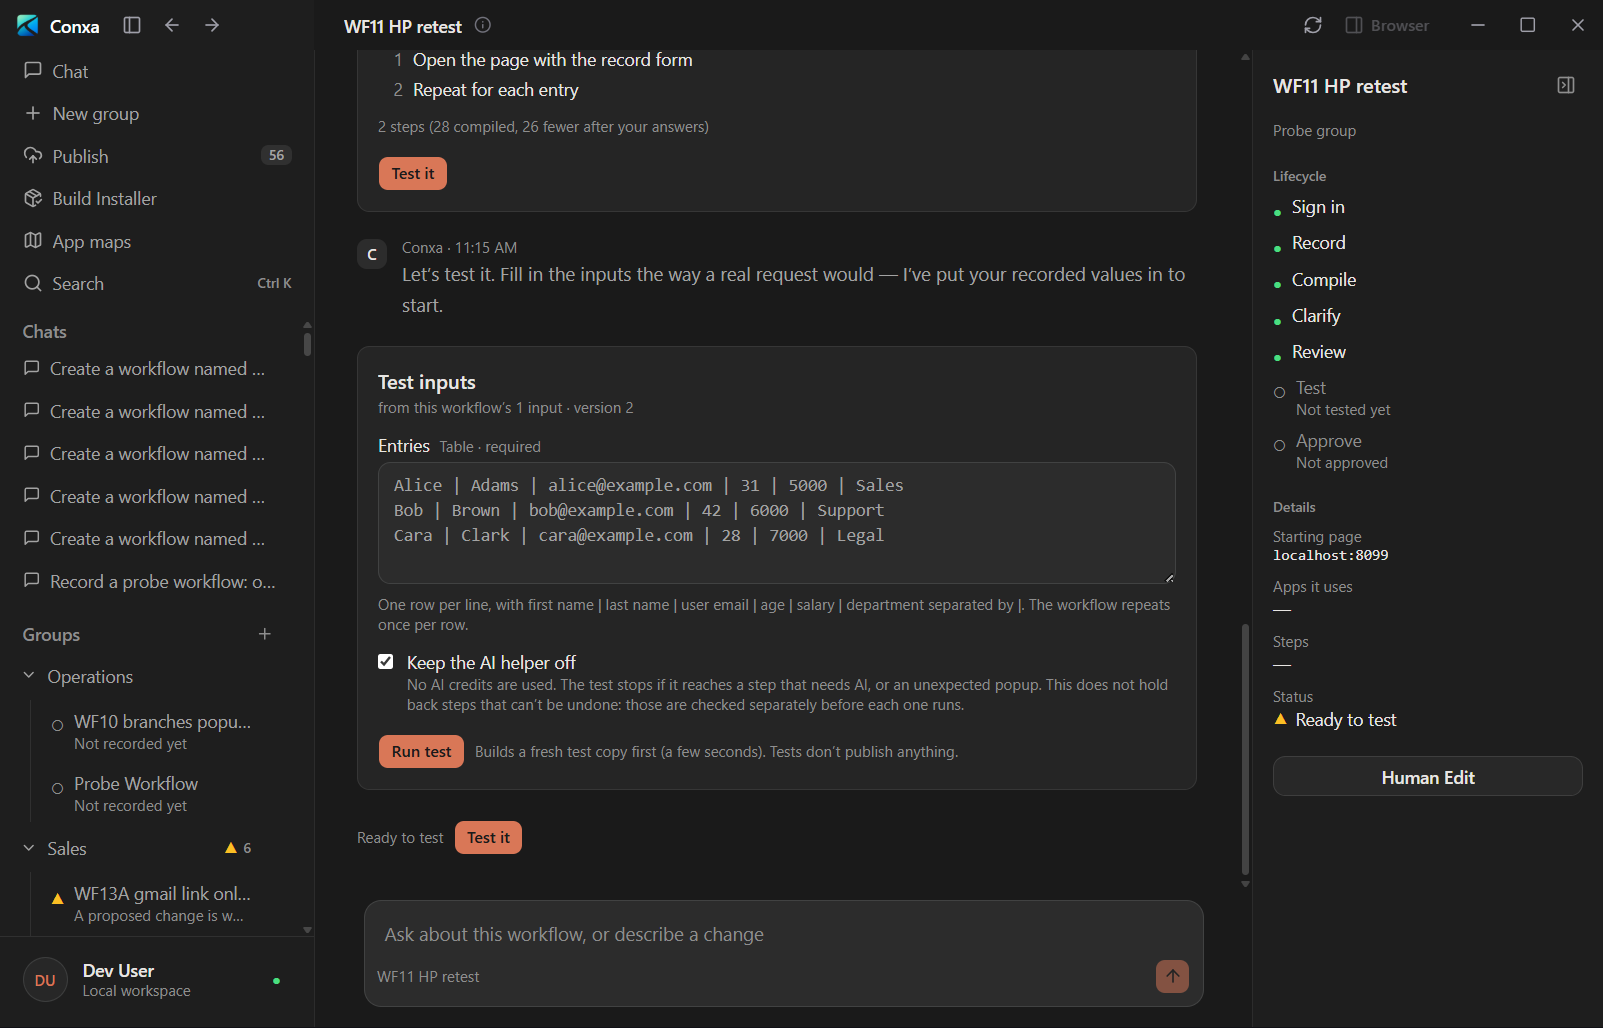 Conxa
Chat
New group
Publish 56
Build Installer
App maps
Search Ctrl K
Chats
Create a workflow named ...
Create a workflow named ...
Create a workflow named ...
Create a workflow named ...
Create a workflow named ...
Record a probe workflow: o...
Groups
Operations
WF10 branches popu...
Not recorded yet
Probe Workflow
Not recorded yet
Sales 6
WF13A gmail link onl...
A proposed change is w...
DU
Dev User
Local workspace
WF11 HP retest
Browser
1 Open the page with the record form
2 Repeat for each entry
2 steps (28 compiled, 26 fewer after your answers)
Test it
C
Conxa · 11:15 AM
Let's test it. Fill in the inputs the way a real request would — I've put your recorded values in to
start.
Test inputs
from this workflow's 1 input · version 2
Entries Table · required
Alice | Adams | alice@example.com | 31 | 5000 | Sales
Bob | Brown | bob@example.com | 42 | 6000 | Support
Cara | Clark | cara@example.com | 28 | 7000 | Legal
One row per line, with first name | last name | user email | age | salary | department separated by |. The workflow repeats
once per row.
Keep the AI helper off
No AI credits are used. The test stops if it reaches a step that needs AI, or an unexpected popup. This does not hold
back steps that can't be undone: those are checked separately before each one runs.
Run test Builds a fresh test copy first (a few seconds). Tests don't publish anything.
Ready to test Test it
Ask about this workflow, or describe a change
WF11 HP retest
WF11 HP retest
Probe group
Lifecycle
Sign in
Record
Compile
Clarify
Review
Test
Not tested yet
Approve
Not approved
Details
Starting page
localhost:8099
Apps it uses
—
Steps
—
Status
Ready to test
Human Edit